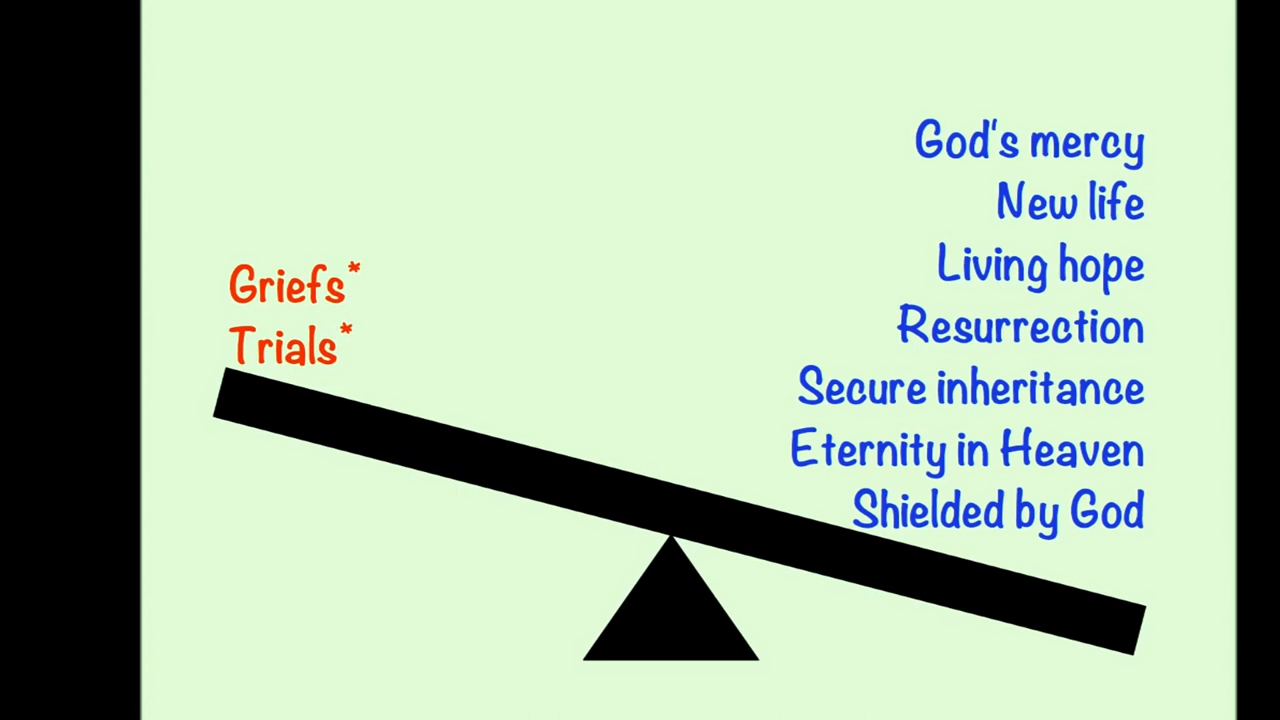 Griefs*
Trials*
God's mercy
New life
Living hope
Resurrection
Secure inheritance
Eternity in Heaven
Shielded by God